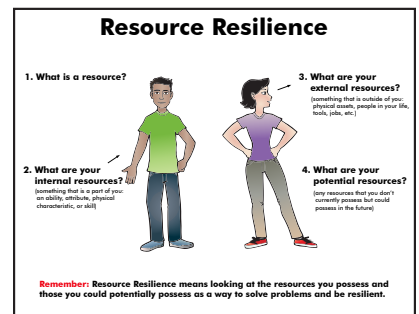 Resource Resilience
1. What is a resource?
2. What are your
internal resources?
(something that is a part of you:
an ability, attribute, physical
characteristic, or skill)
3. What are your
external resources?
(something that is outside of you:
physical assets, people in your life,
tools, jobs, etc.)
4. What are your
potential resources?
(any resources that you don't
currently possess but could
possess in the future)
Remember: Resource Resilience means looking at the resources you possess and
those you could potentially possess as a way to solve problems and be resilient.